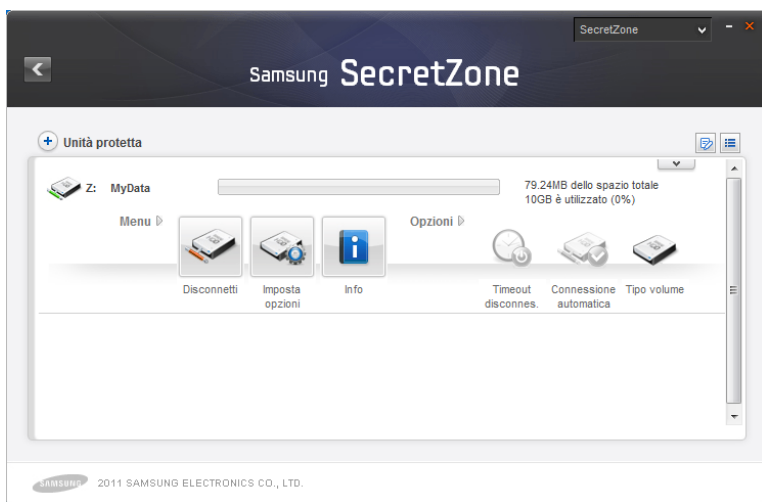 SecretZone
Samsung SecretZone
Unità protetta
Z: MyData
79.24MB dello spazio totale
10GB è utilizzato (0%)
Menu
Opzioni
Disconnetti
Imposta
opzioni
Info
Timeout
disconnes.
Connessione
automatica
Tipo volume
SAMSUNG 2011 SAMSUNG ELECTRONICS CO., LTD.